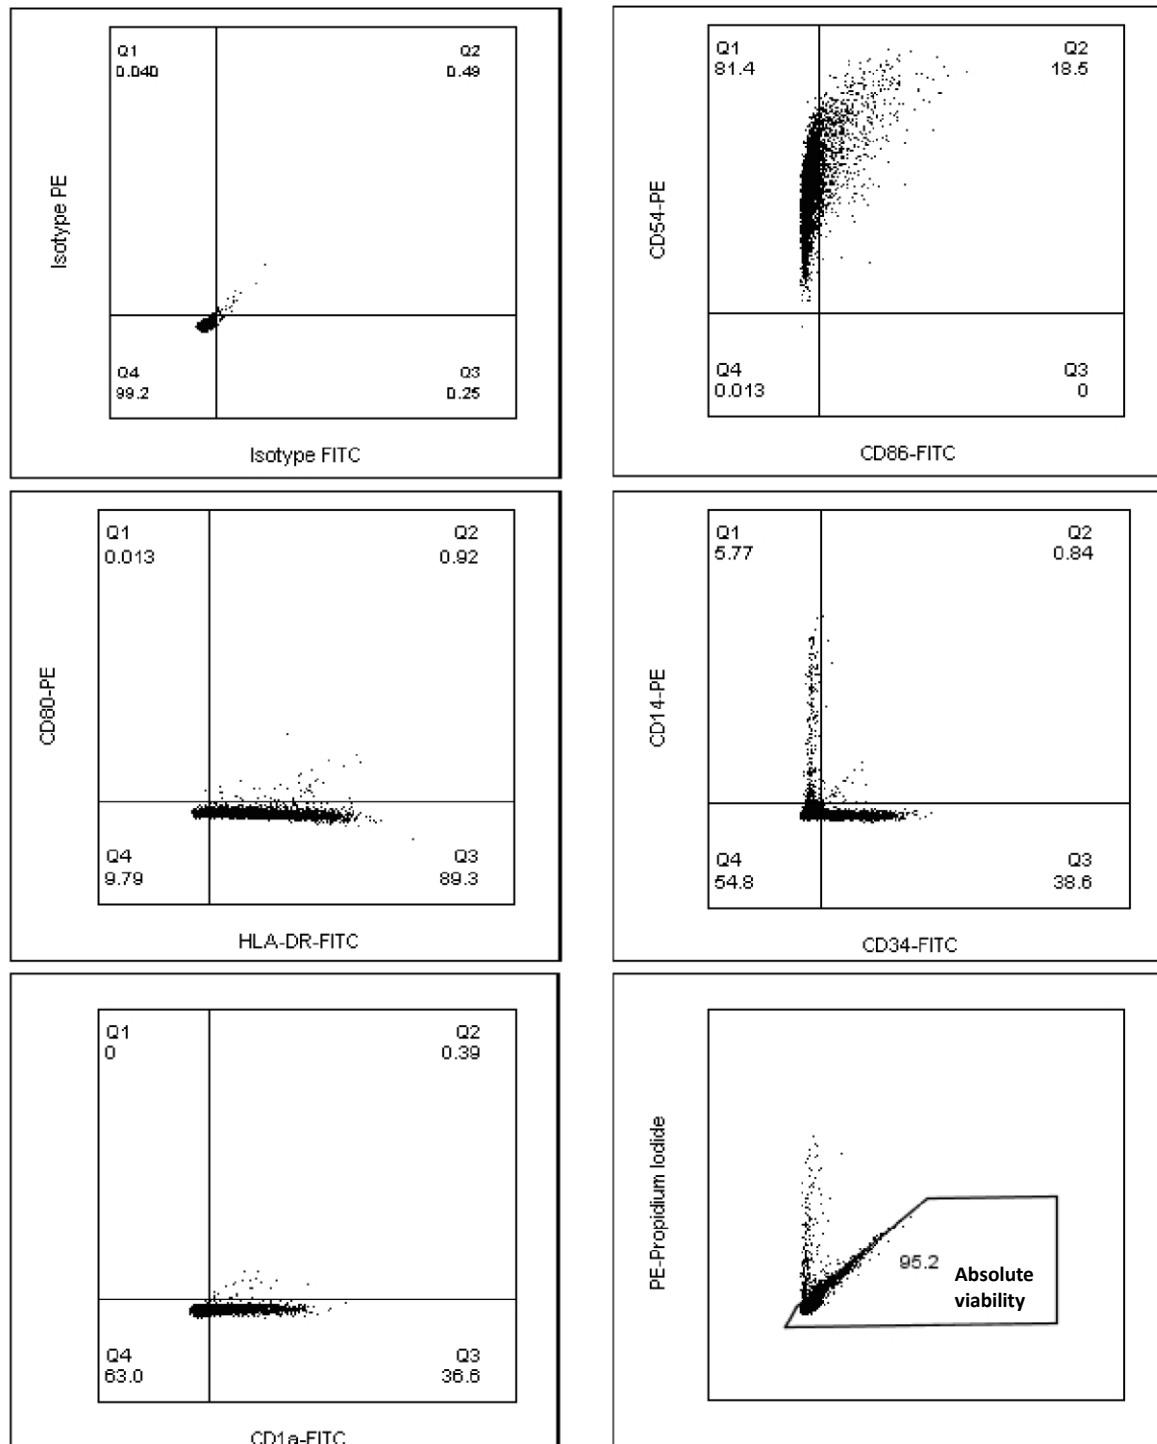 Q1
0.040
Q2
0.49
Isotype PE
Q4
99.2
Q3
0.25
Isotype FITC
Q1
81.4
Q2
18.5
CD54-PE
Q4
0.013
Q3
0
CD86-FITC
Q1
0.013
Q2
0.92
CD80-PE
Q4
9.79
Q3
89.3
HLA-DR-FITC
Q1
5.77
Q2
0.84
CD14-PE
Q4
54.8
Q3
38.6
CD34-FITC
Q1
0
Q2
0.39
Q4
63.0
Q3
36.6
CD1a-FITC
PE-Propidium Iodide
95.2
Absolute
viability